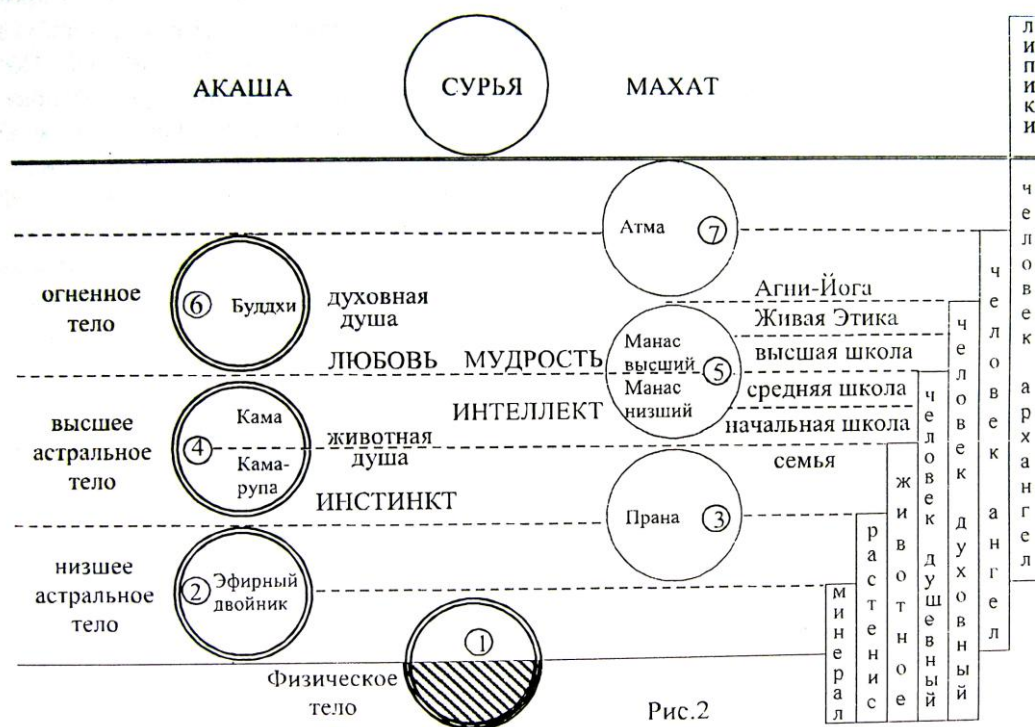 АКАША
СУРЬЯ
МАХАТ
Атма
7
огненное
тело
6
Буддхи
духовная
душа
Агни-Йога
Живая Этика
ЛЮБОВЬ
МУДРОСТЬ
Манас
высший
5
Манас
низший
высшая школа
средняя школа
начальная школа
семья
ИНТЕЛЛЕКТ
высшее
астральное
тело
4
Кама
Кама-
рупа
животная
душа
ИНСТИНКТ
Прана
3
низшее
астральное
тело
2
Эфирный
двойник
1
Физическое
тело
Рис.2
минерал
растение
животное
человек душевный
человек духовный
человек ангел
человек архангел
липики